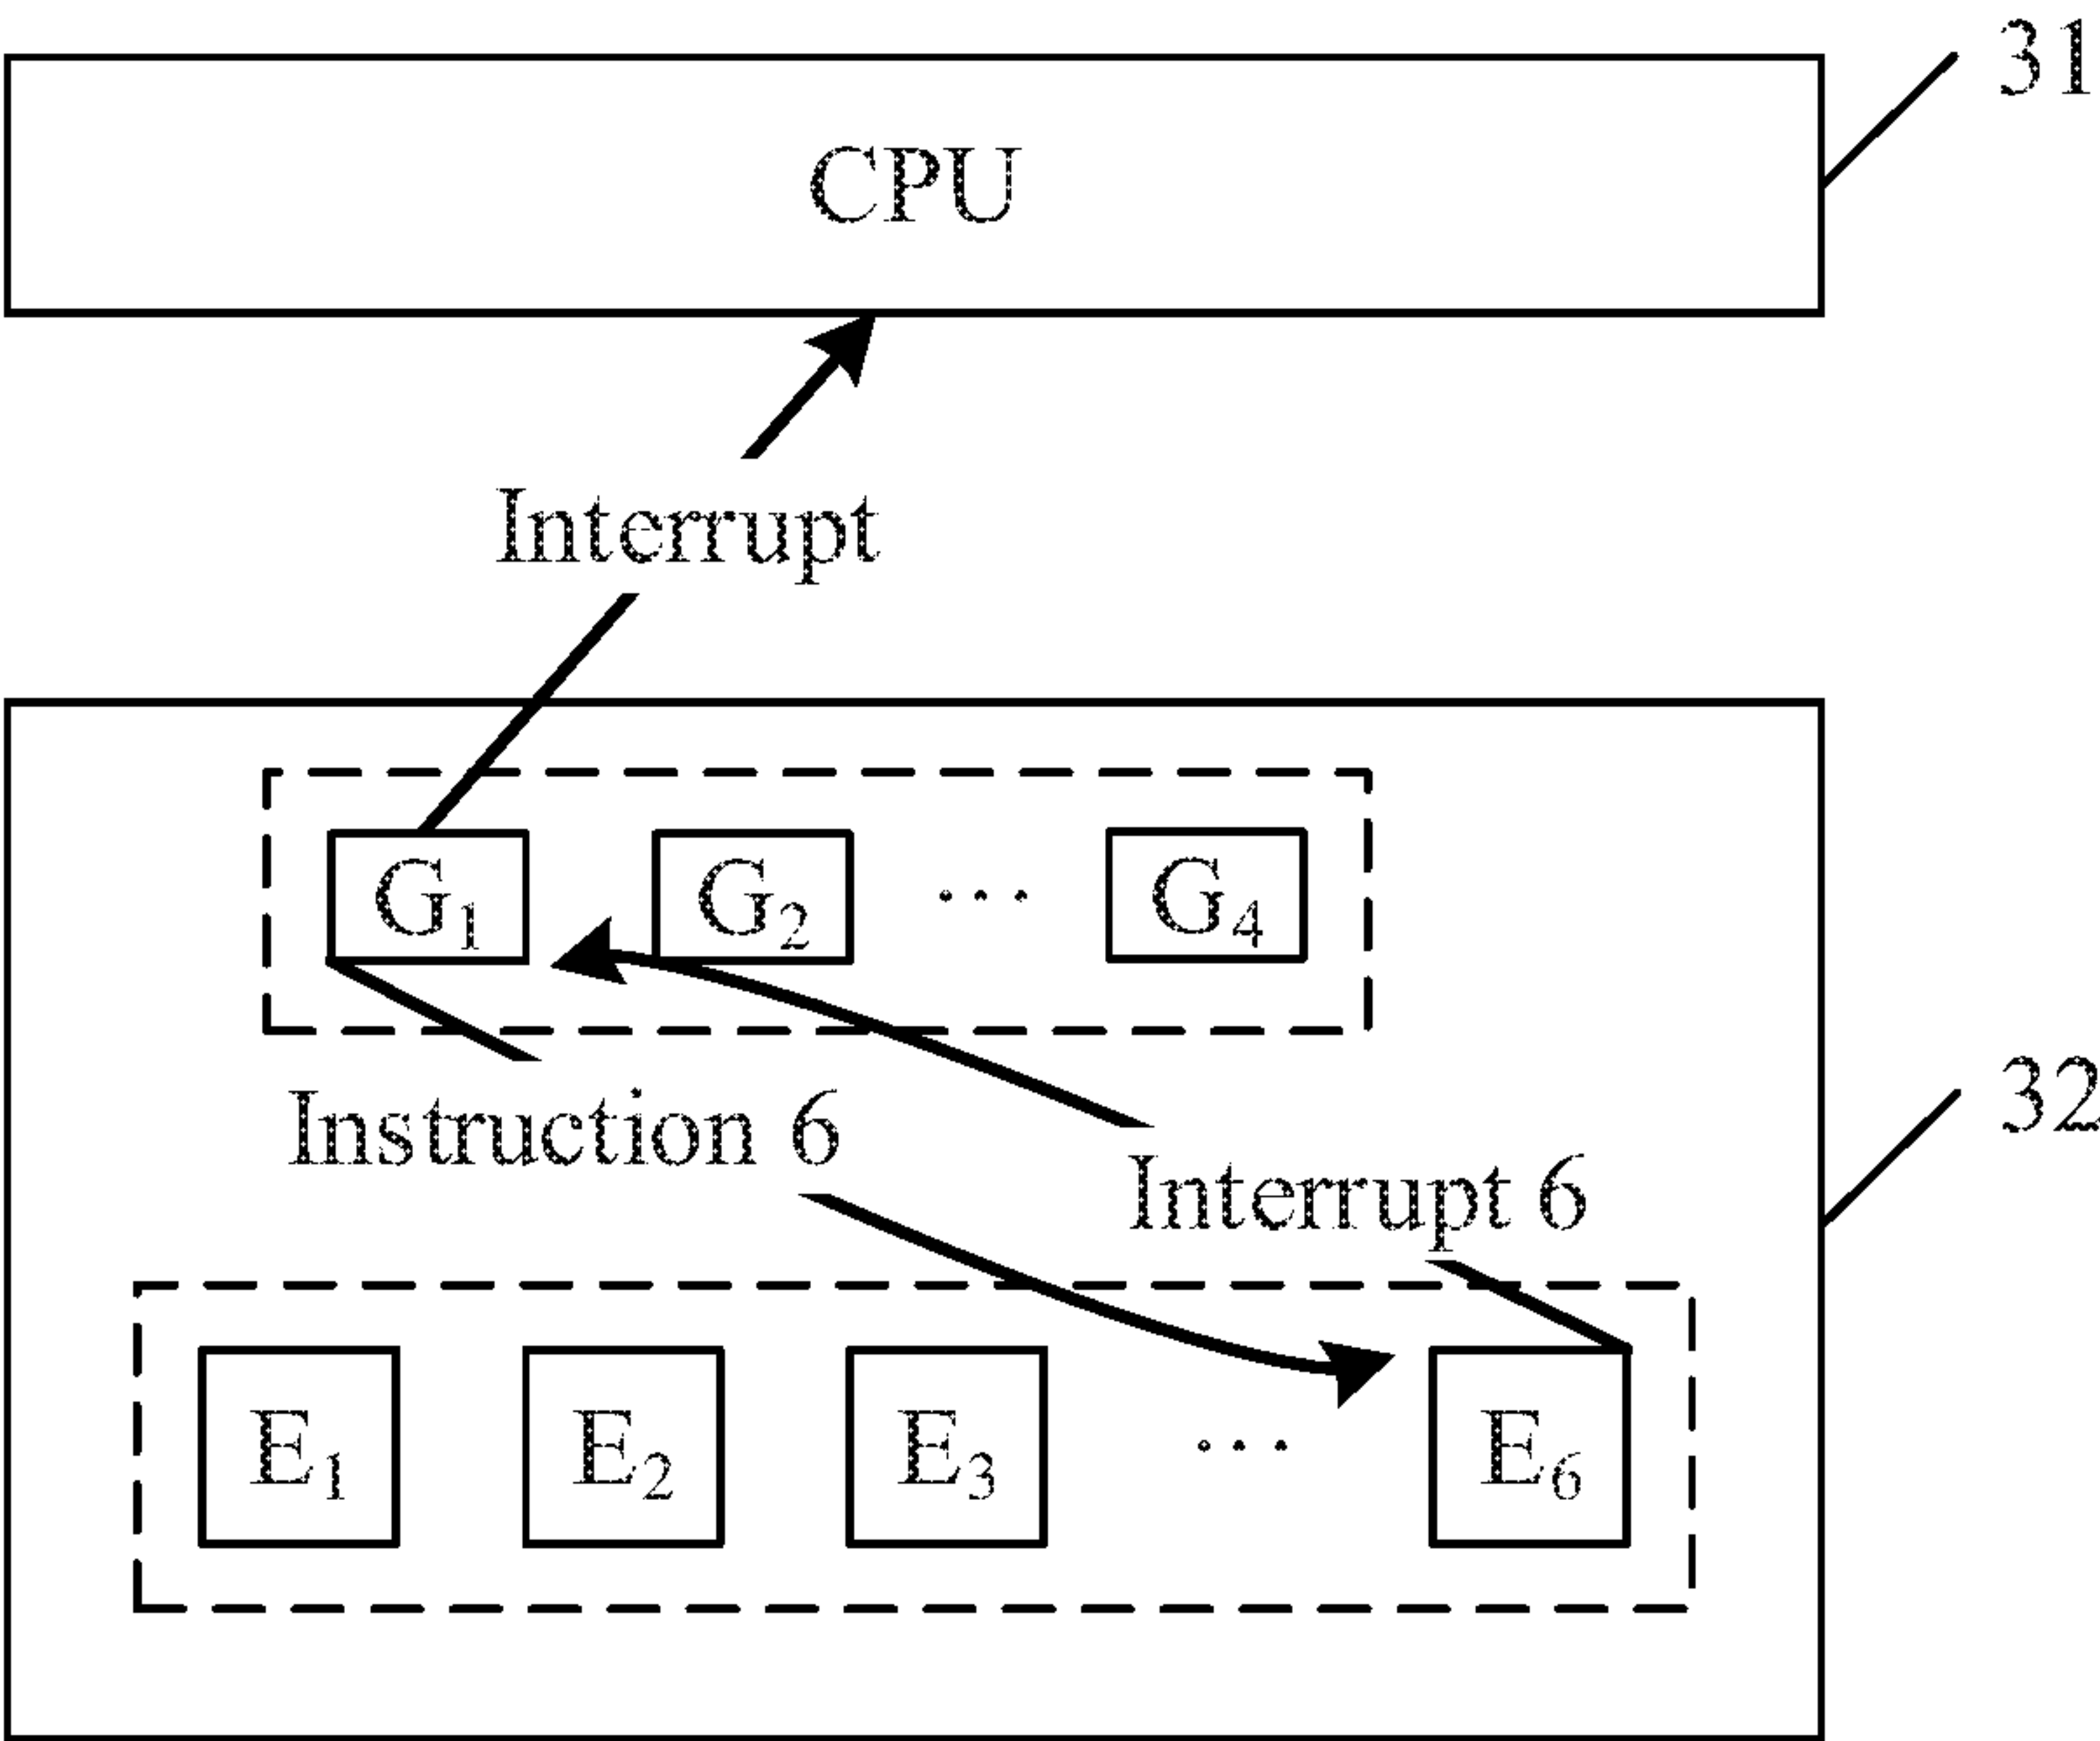 31
CPU
Interrupt
G₁ G₂ ... G₄
Instruction 6
32
Interrupt 6
E₁ E₂ E₃ ... E₆